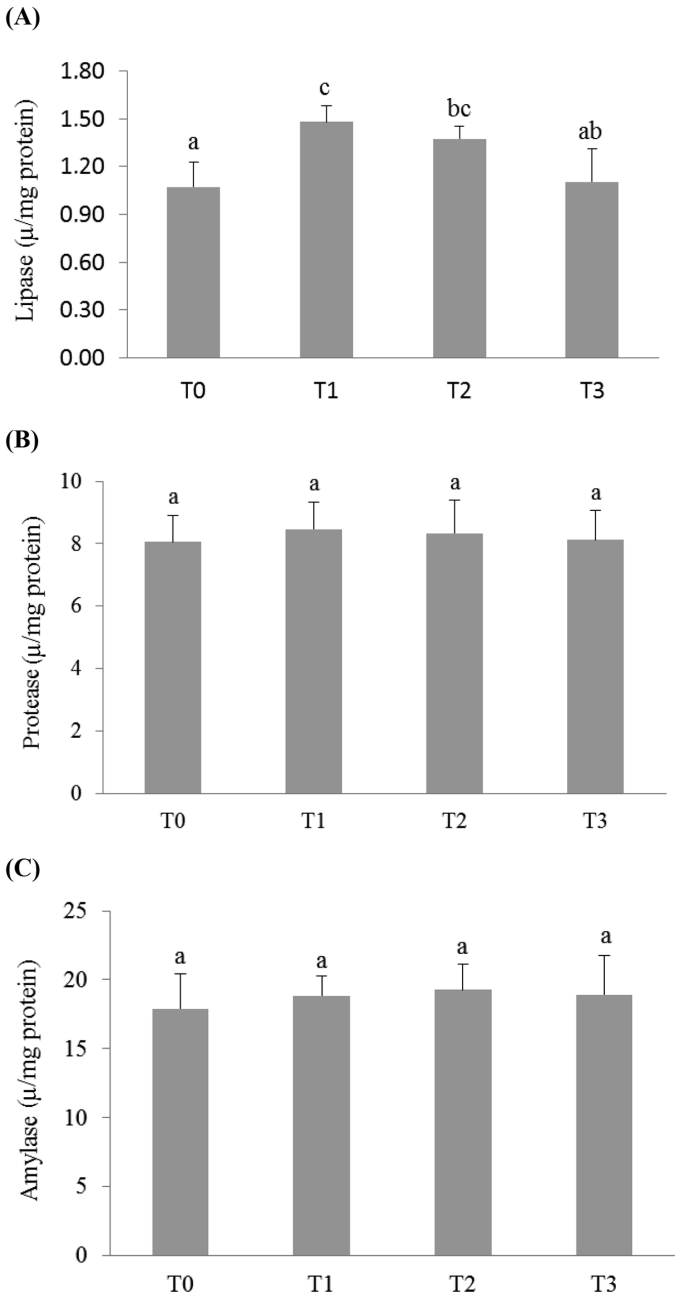 (A)
Lipase (µ/mg protein)
1.80
1.50
1.20
0.90
0.60
0.30
0.00
a
c
bc
ab
T0 T1 T2 T3
(B)
Protease (µ/mg protein)
10
8
6
4
2
0
a a a a
T0 T1 T2 T3
(C)
Amylase (µ/mg protein)
25
20
15
10
5
0
a a a a
T0 T1 T2 T3